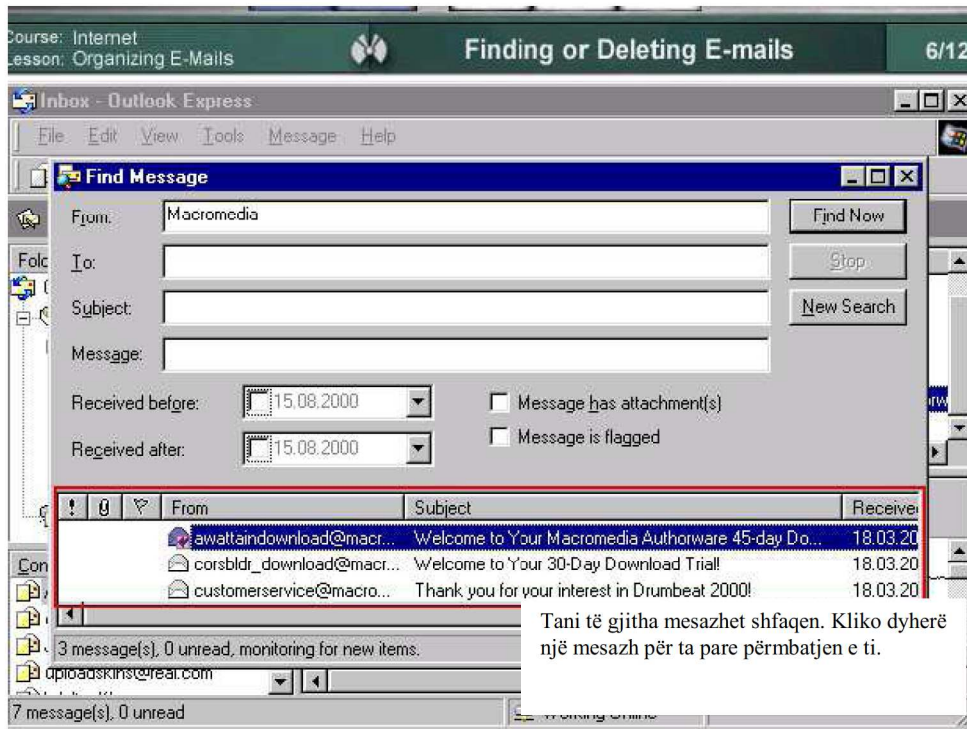 Course: Internet
Lesson: Organizing E-Mails
Finding or Deleting E-mails
6/12
Inbox - Outlook Express
File Edit View Tools Message Help
Find Message
From: Macromedia Find Now
To: Stop
Subject: New Search
Message:
Received before: 15.08.2000 Message has attachment(s)
Received after: 15.08.2000 Message is flagged
! From Subject
awattaindownload@macr... Welcome to Your Macromedia Authorware 45-day Do... 18.03.20
corsbldr_download@macr... Welcome to Your 30-Day Download Trial! 18.03.20
customerservice@macro... Thank you for your interest in Drumbeat 2000! 18.03.20
3 message(s), 0 unread, monitoring for new items.
uploadskins@real.com
7 message(s), 0 unread
Tani të gjitha mesazhet shfaqen. Kliko dyherë
një mesazh për ta pare përmbatjen e ti.